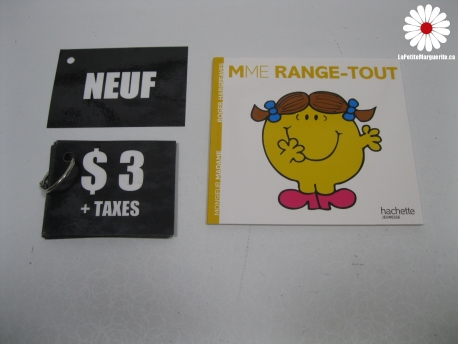 LaPetiteMarguerite.ca
NEUF
$3
+ TAXES
MME RANGE-TOUT
ROGER HARGREAVES
MONSIEUR MADAME
hachette
JEUNESSE